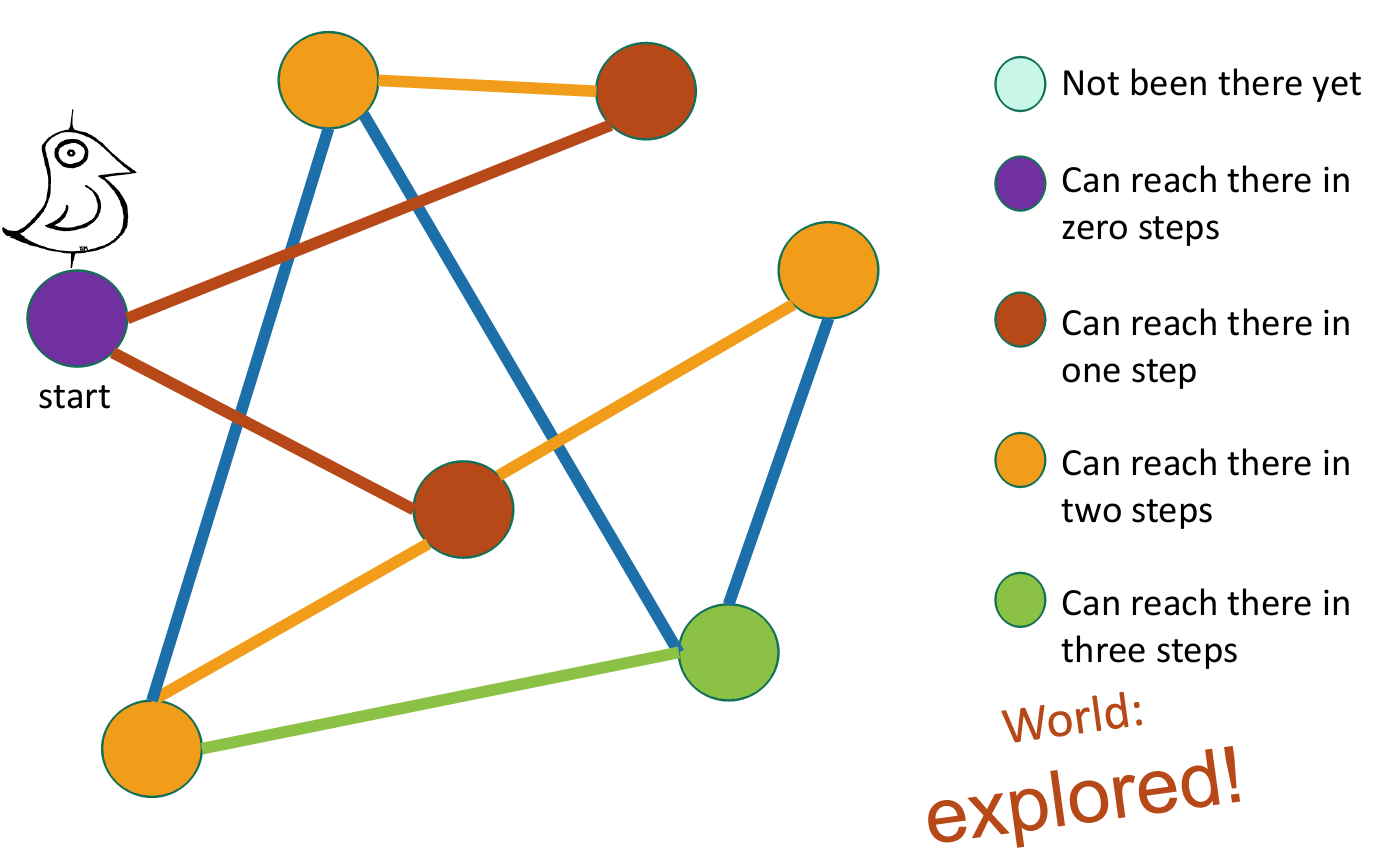 start
Not been there yet
Can reach there in
zero steps
Can reach there in
one step
Can reach there in
two steps
Can reach there in
three steps
World:
explored!